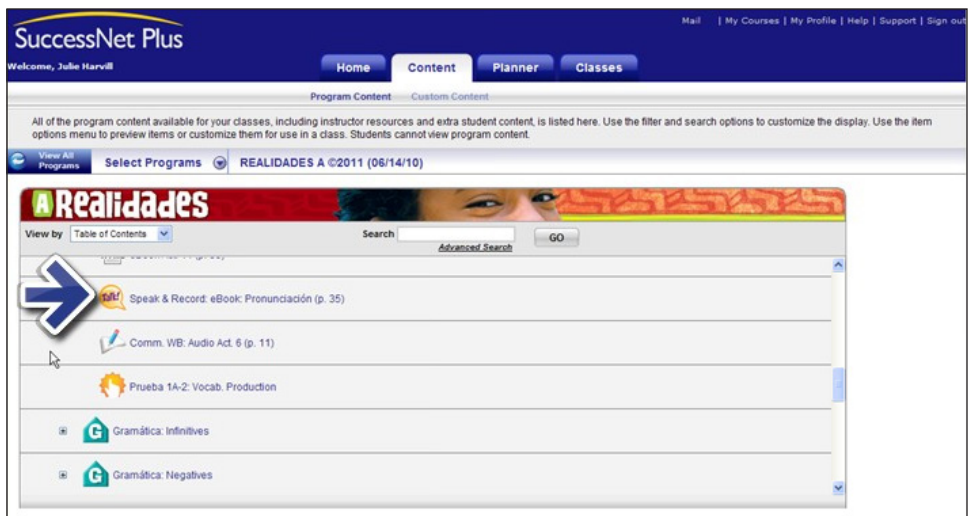 Mail | My Courses | My Profile | Help | Support | Sign out
SuccessNet Plus
Welcome, Julie Harvill
Home Content Planner Classes
Program Content Custom Content
All of the program content available for your classes, including instructor resources and extra student content, is listed here. Use the filter and search options to customize the display. Use the item
options menu to preview items or customize them for use in a class. Students cannot view program content.
View All
Programs
Select Programs REALIDADES A ©2011 (06/14/10)
A Realidades
View by Table of Contents Search GO
Advanced Search
Talk!
Speak & Record: eBook: Pronunciación (p. 35)
Comm. WB: Audio Act. 6 (p. 11)
Prueba 1A-2: Vocab. Production
G Gramática: Infinitives
G Gramática: Negatives